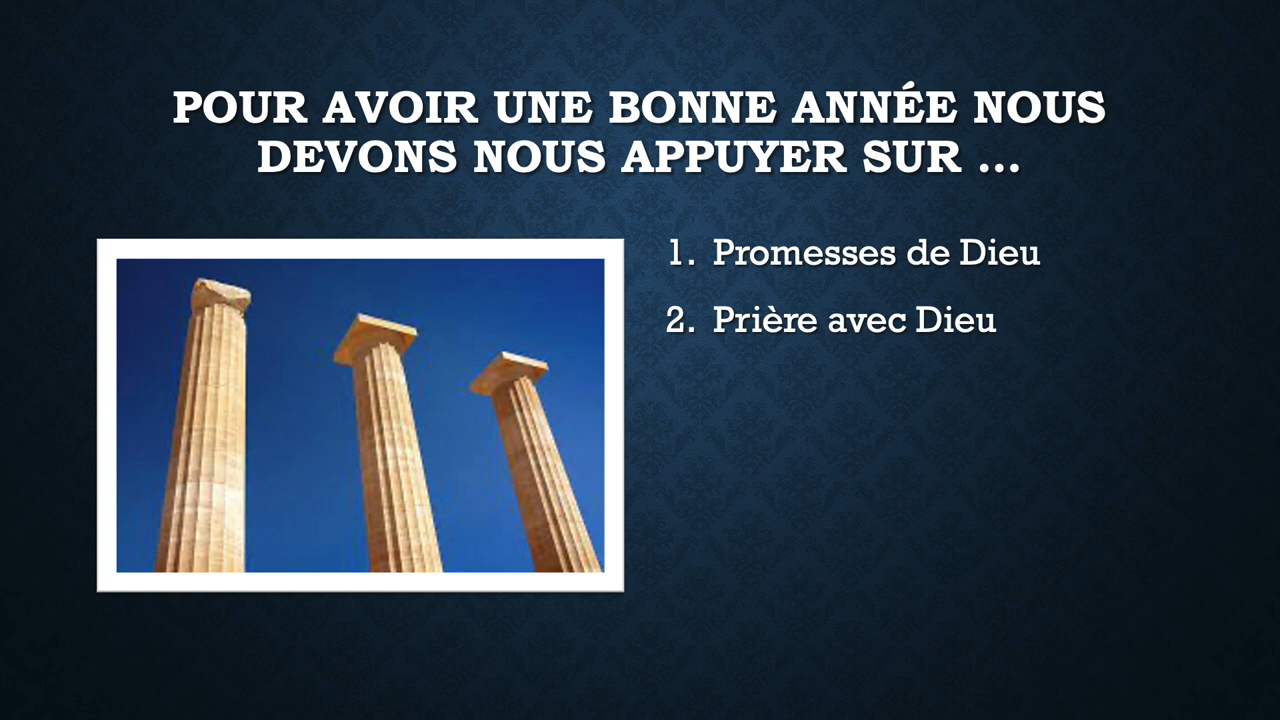 POUR AVOIR UNE BONNE ANNÉE NOUS
DEVONS NOUS APPUYER SUR ...
1. Promesses de Dieu
2. Prière avec Dieu